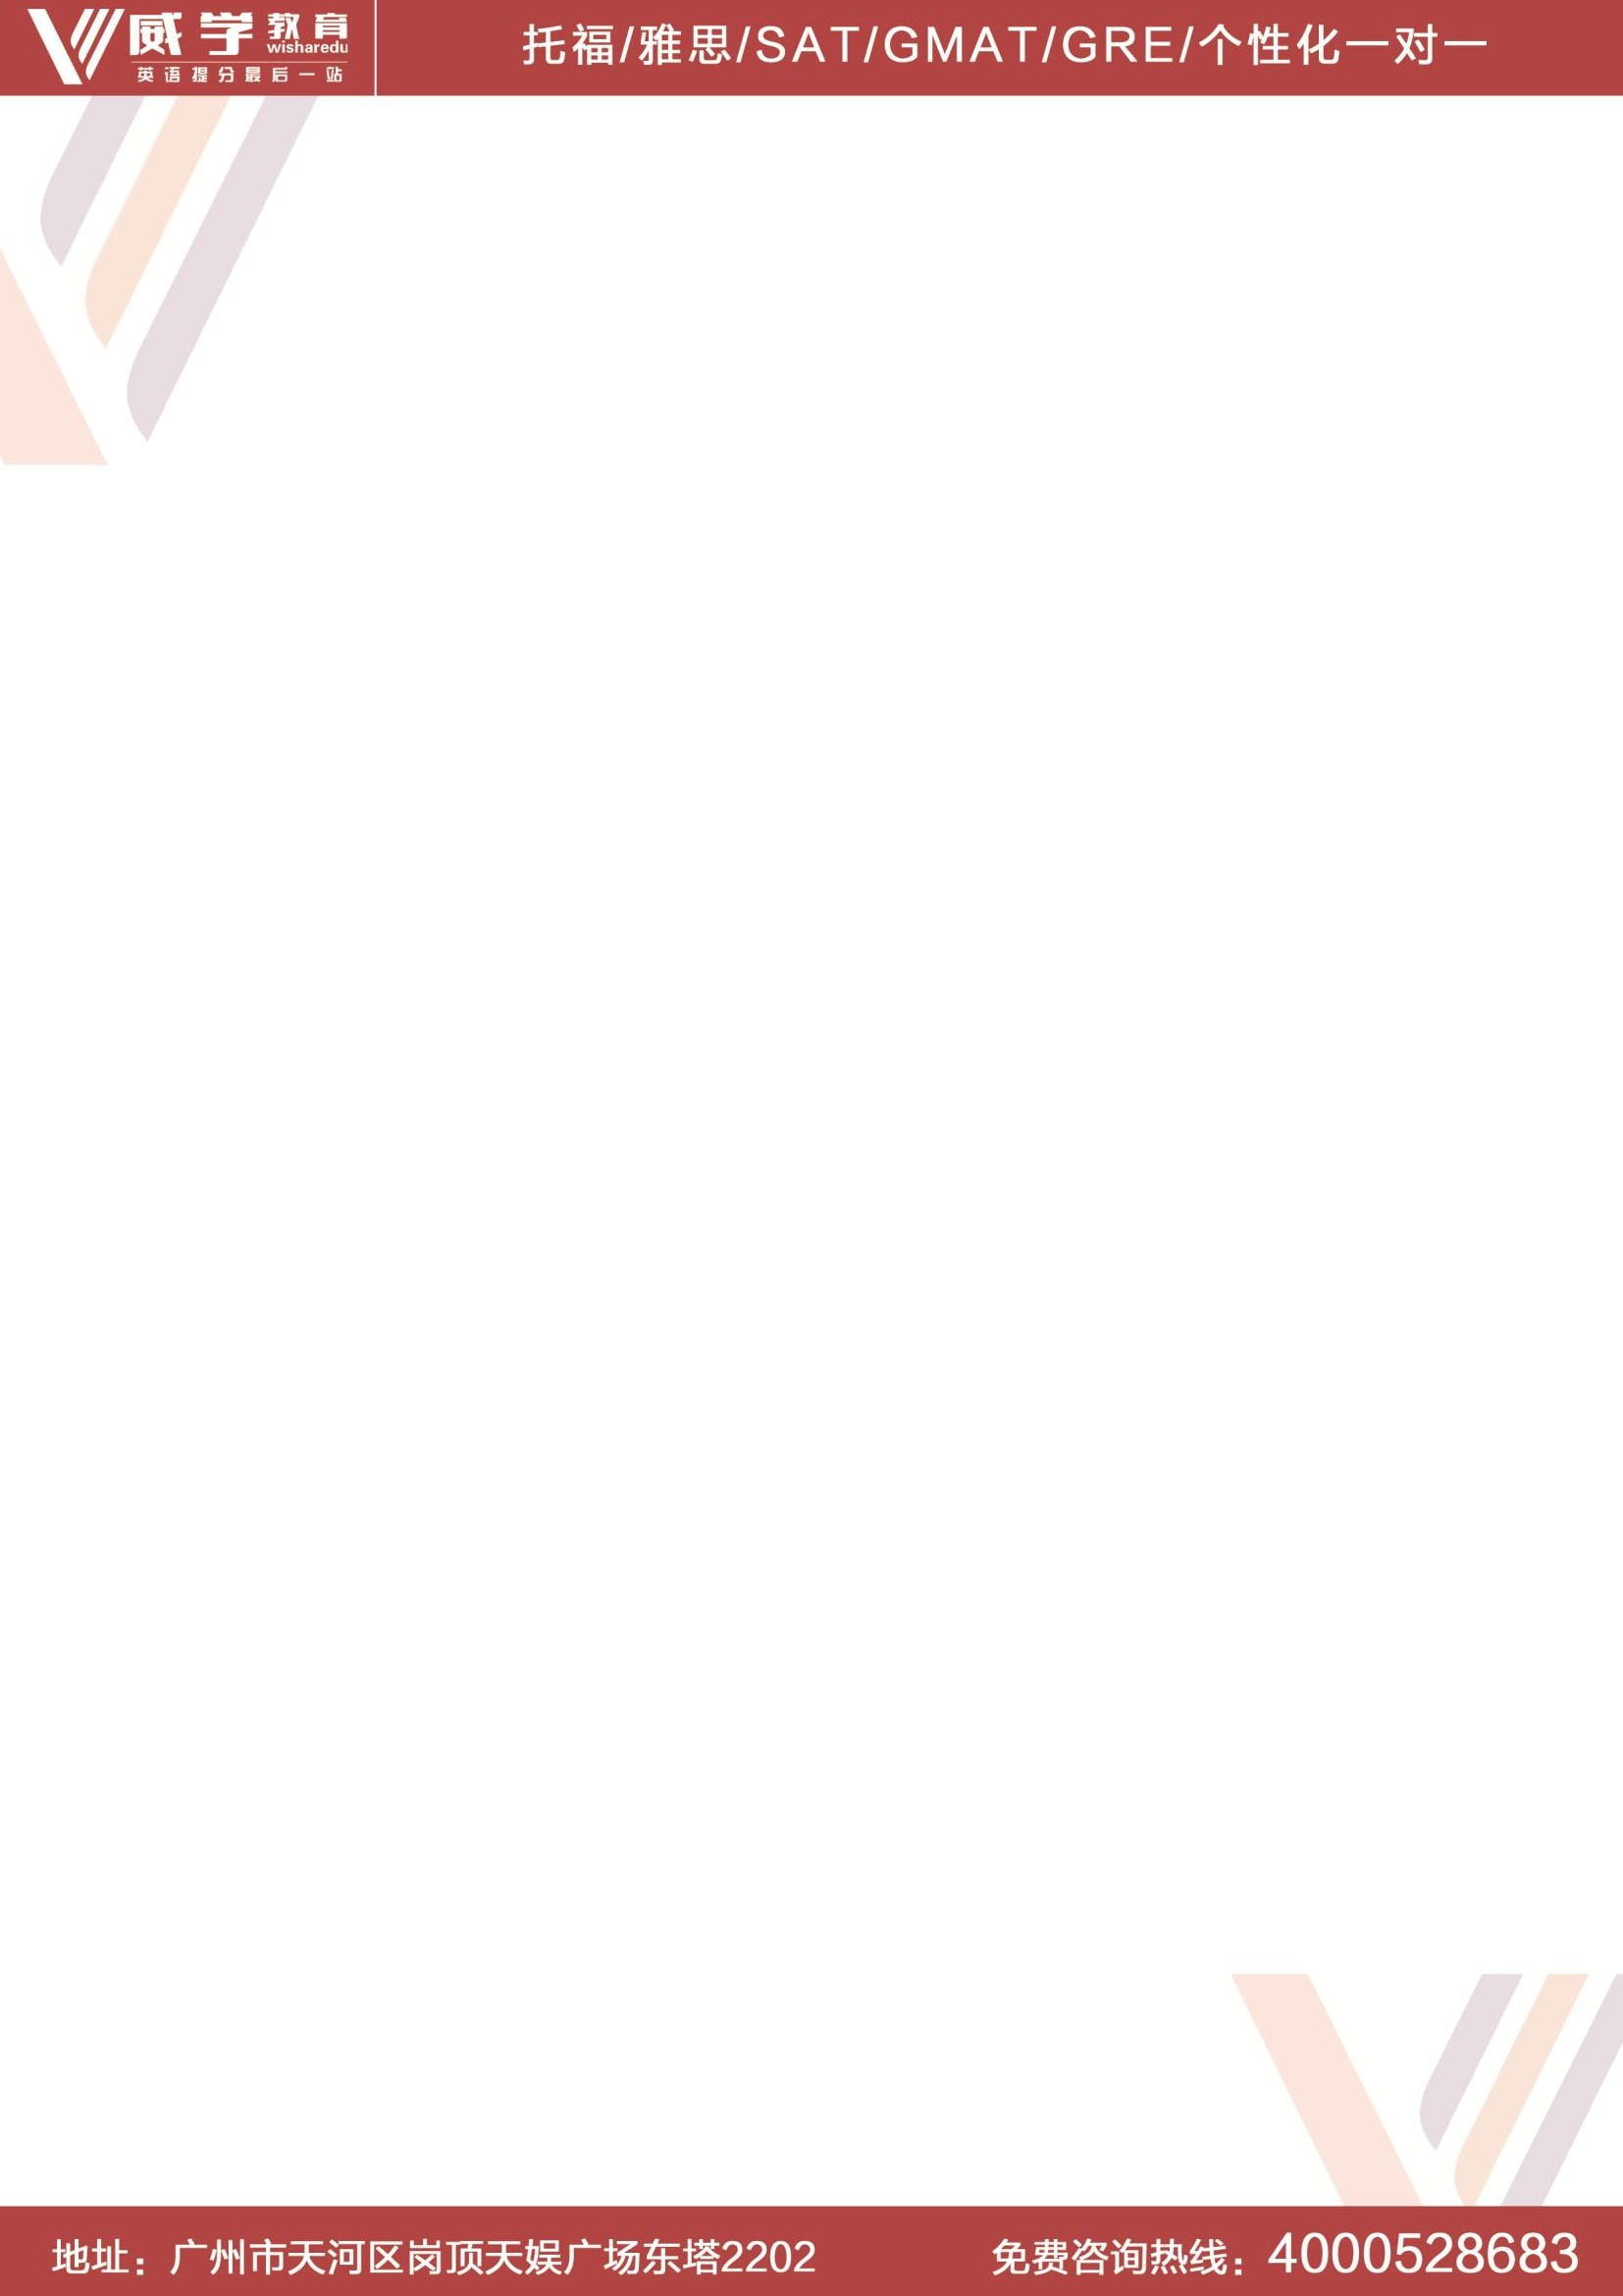 威学教育
wisharedu
英语提分最后一站
托福/雅思/SAT/GMAT/GRE/个性化一对一
地址：广州市天河区岗顶天娱广场东塔2202
免费咨询热线：4000528683